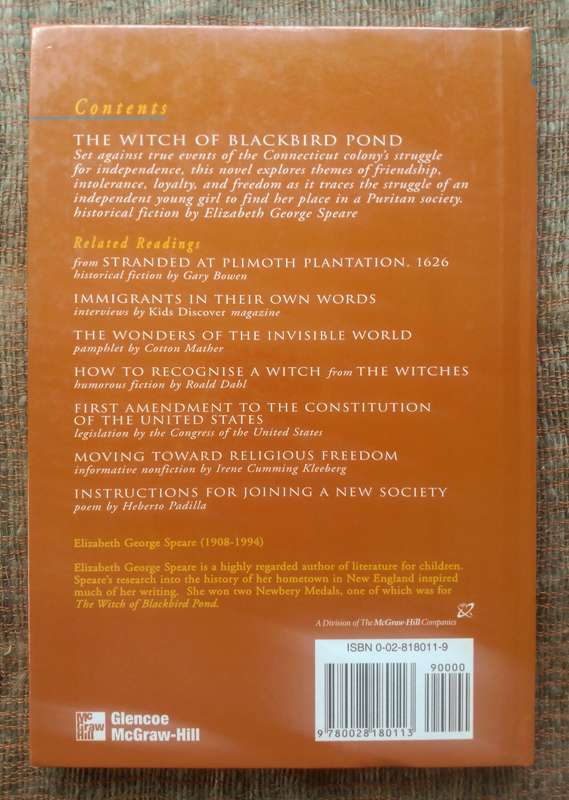 Contents
THE WITCH OF BLACKBIRD POND
Set against true events of the Connecticut colony's struggle
for independence, this novel explores themes of friendship,
intolerance, loyalty, and freedom as it traces the struggle of an
independent young girl to find her place in a Puritan society.
historical fiction by Elizabeth George Speare
Related Readings
from STRANDED AT PLIMOTH PLANTATION, 1626
historical fiction by Gary Bowen
IMMIGRANTS IN THEIR OWN WORDS
interviews by Kids Discover magazine
THE WONDERS OF THE INVISIBLE WORLD
pamphlet by Cotton Mather
HOW TO RECOGNISE A WITCH from THE WITCHES
humorous fiction by Roald Dahl
FIRST AMENDMENT TO THE CONSTITUTION
OF THE UNITED STATES
legislation by the Congress of the United States
MOVING TOWARD RELIGIOUS FREEDOM
informative nonfiction by Irene Cumming Kleeberg
INSTRUCTIONS FOR JOINING A NEW SOCIETY
poem by Heberto Padilla
Elizabeth George Speare (1908-1994)
Elizabeth George Speare is a highly regarded author of literature for children.
Speare's research into the history of her hometown in New England inspired
much of her writing. She won two Newbery Medals, one of which was for
The Witch of Blackbird Pond.
A Division of The McGraw-Hill Companies
ISBN 0-02-818011-9
90000
9 780028 180113
Mc
Graw
Hill
Glencoe
McGraw-Hill